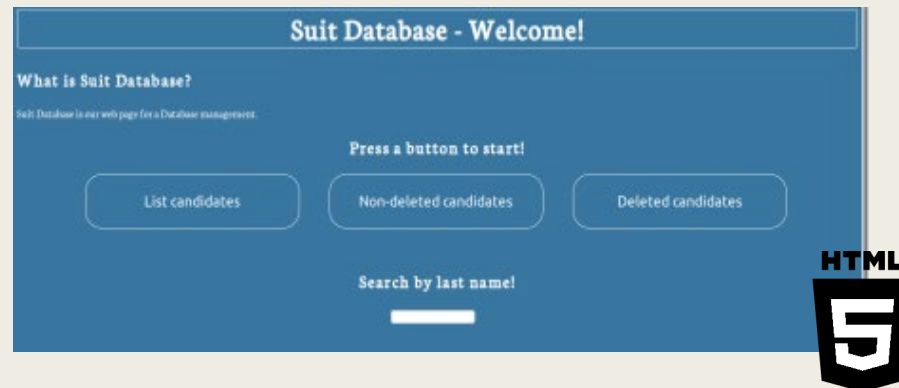 Suit Database - Welcome!
What is Suit Database?
Suit Database is our web page for a Database management.
Press a button to start!
List candidates
Non-deleted candidates
Deleted candidates
Search by last name!
HTML
5